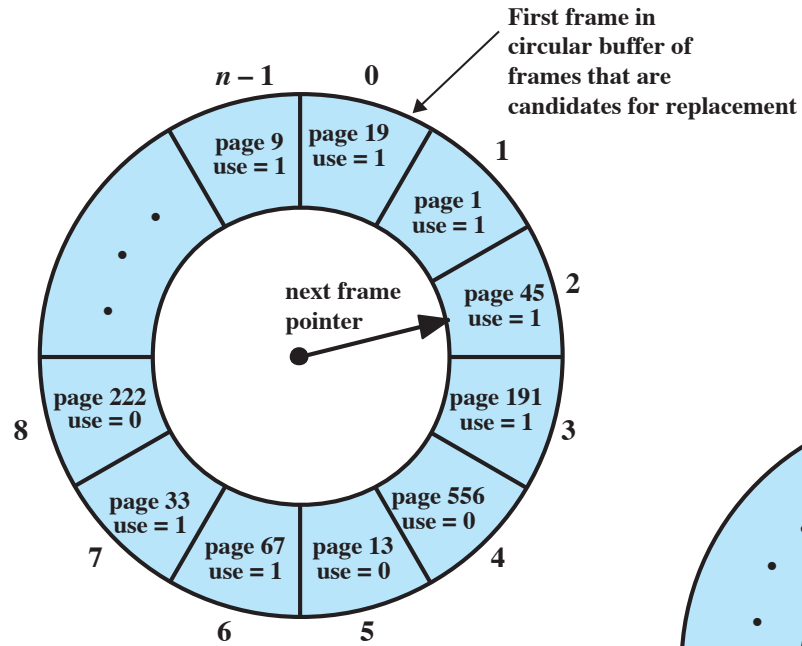 First frame in
circular buffer of
frames that are
candidates for replacement
n – 1
0
page 9
use = 1
page 19
use = 1
1
page 1
use = 1
2
page 45
use = 1
next frame
pointer
page 191
use = 1
3
page 556
use = 0
4
page 13
use = 0
5
page 67
use = 1
6
page 33
use = 1
7
page 222
use = 0
8